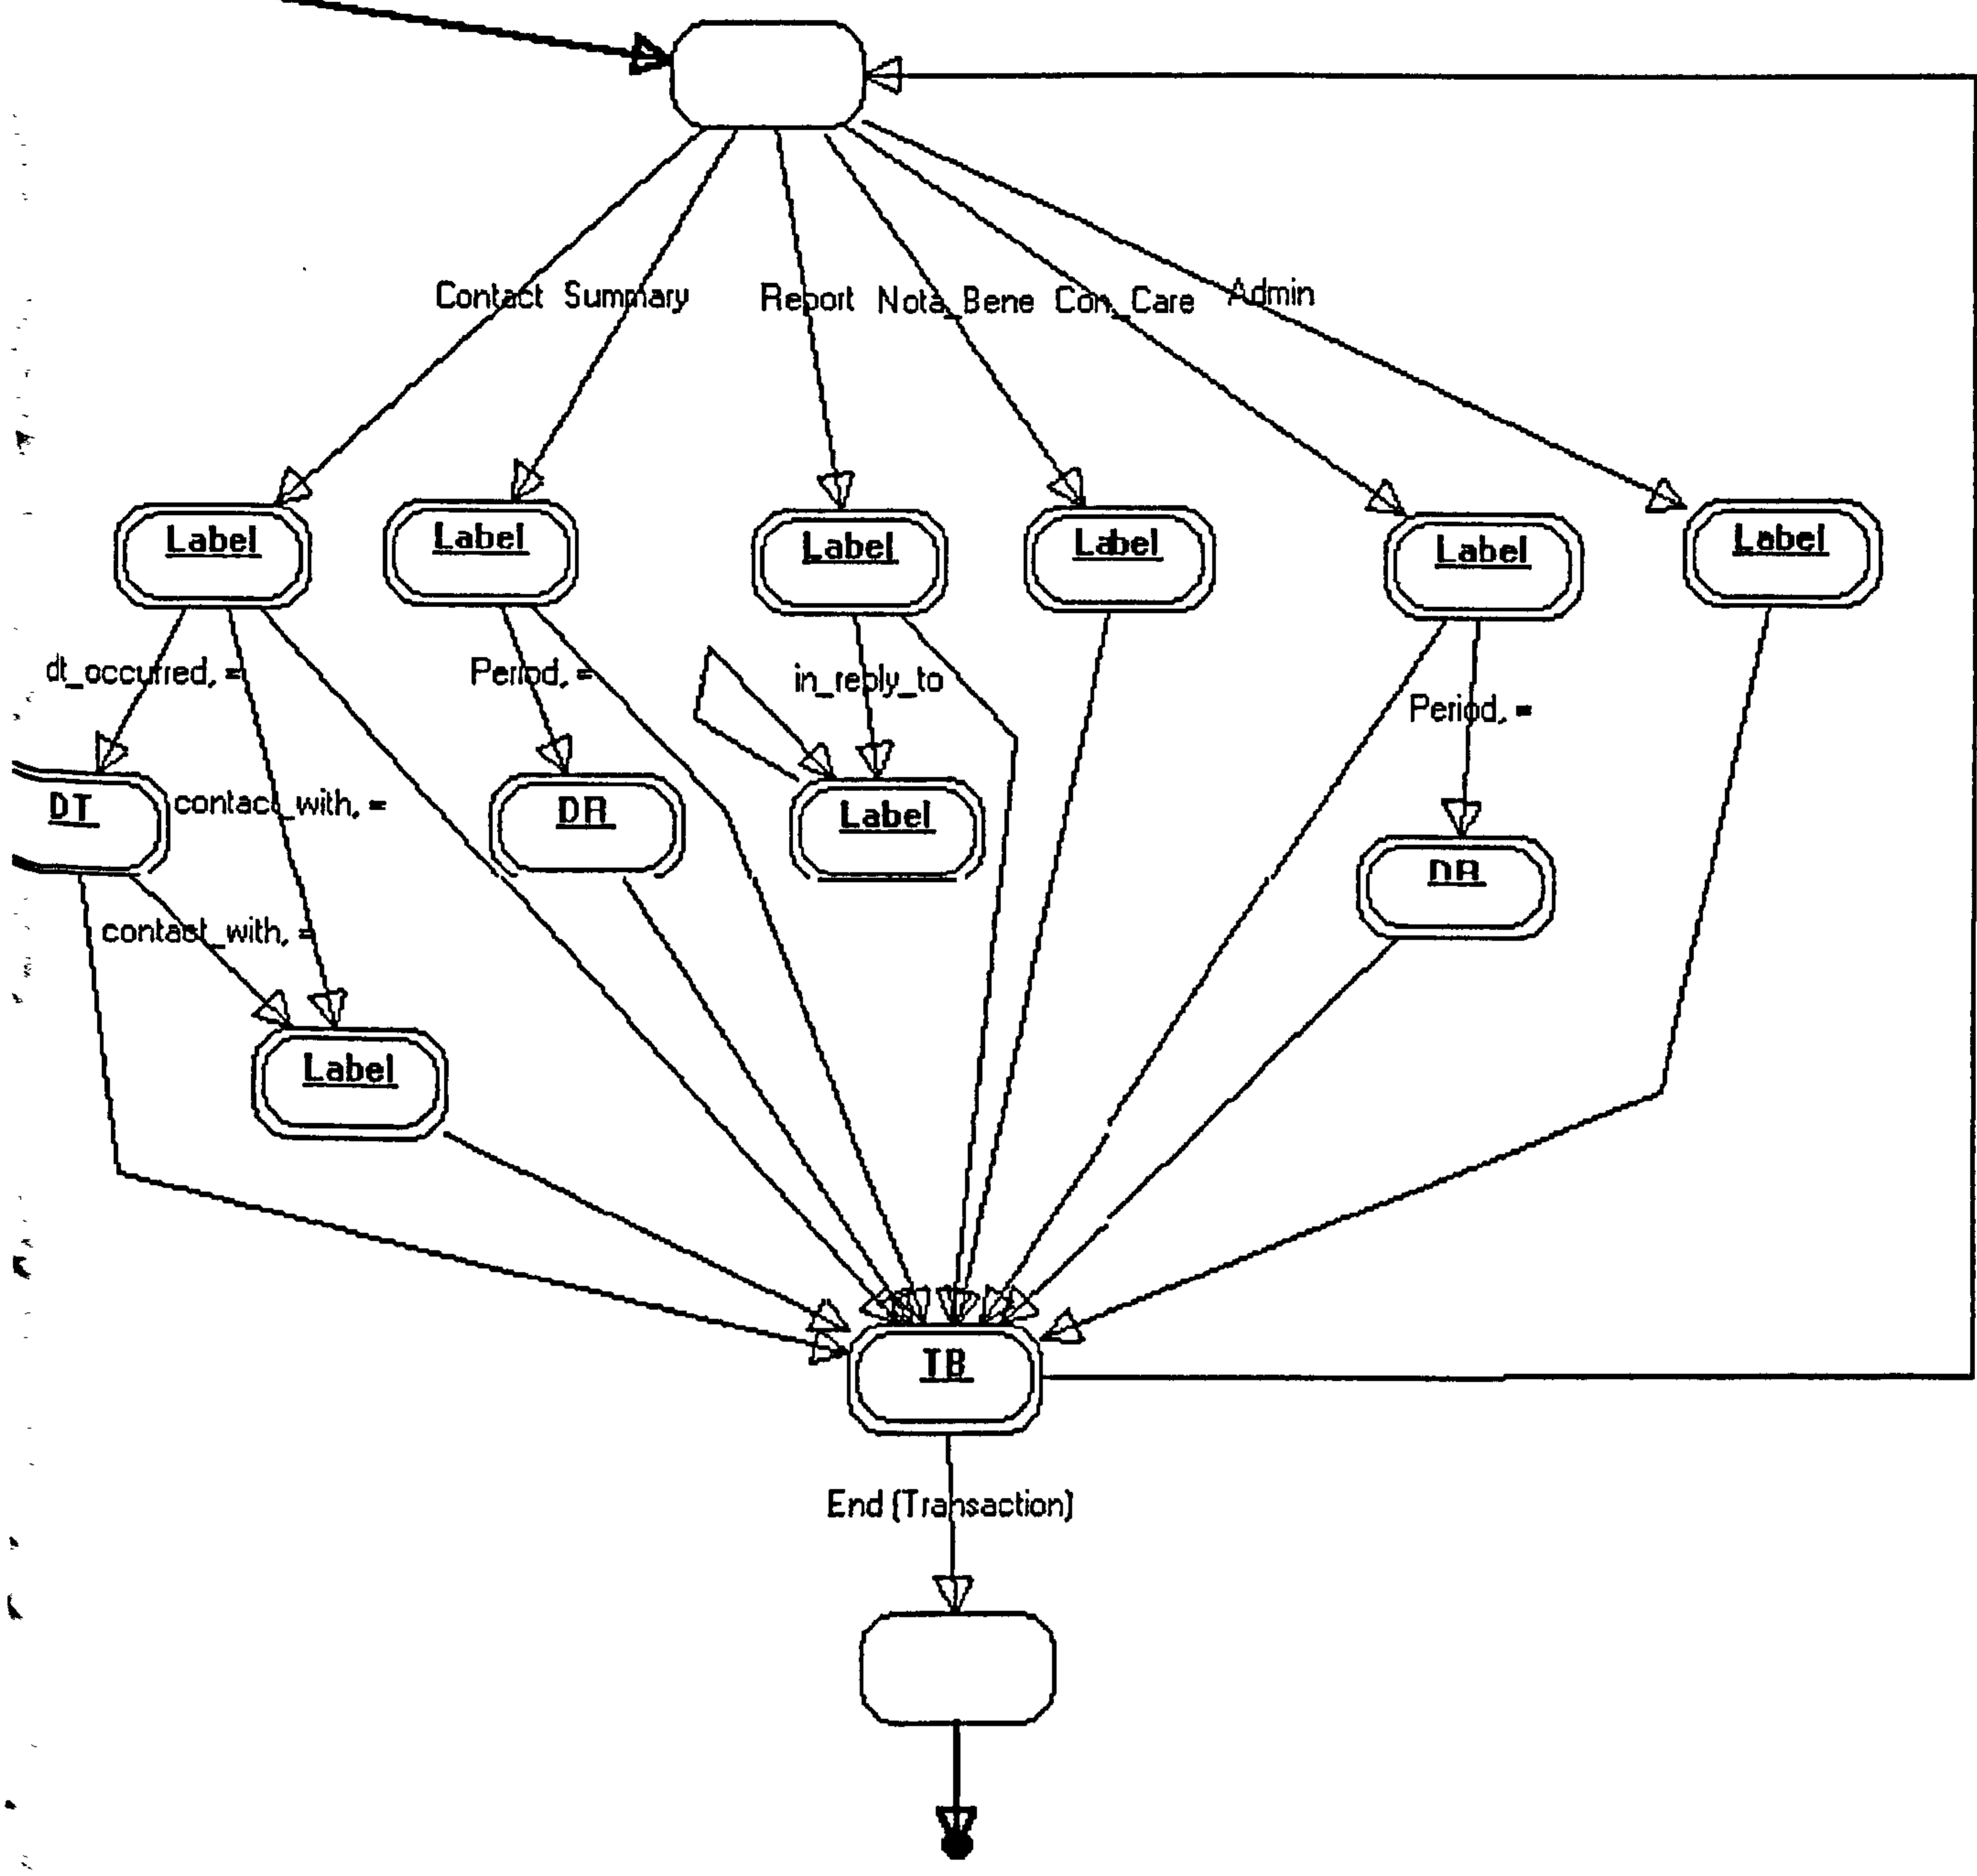 Contact Summary Report Nota_Bene Con_Care Admin
Label Label Label Label Label Label
dt_occurred, = Period, = in_reply_to Period, =
DT contact_with, = DR Label DR
contact_with, =
Label
TB
End (Transaction)